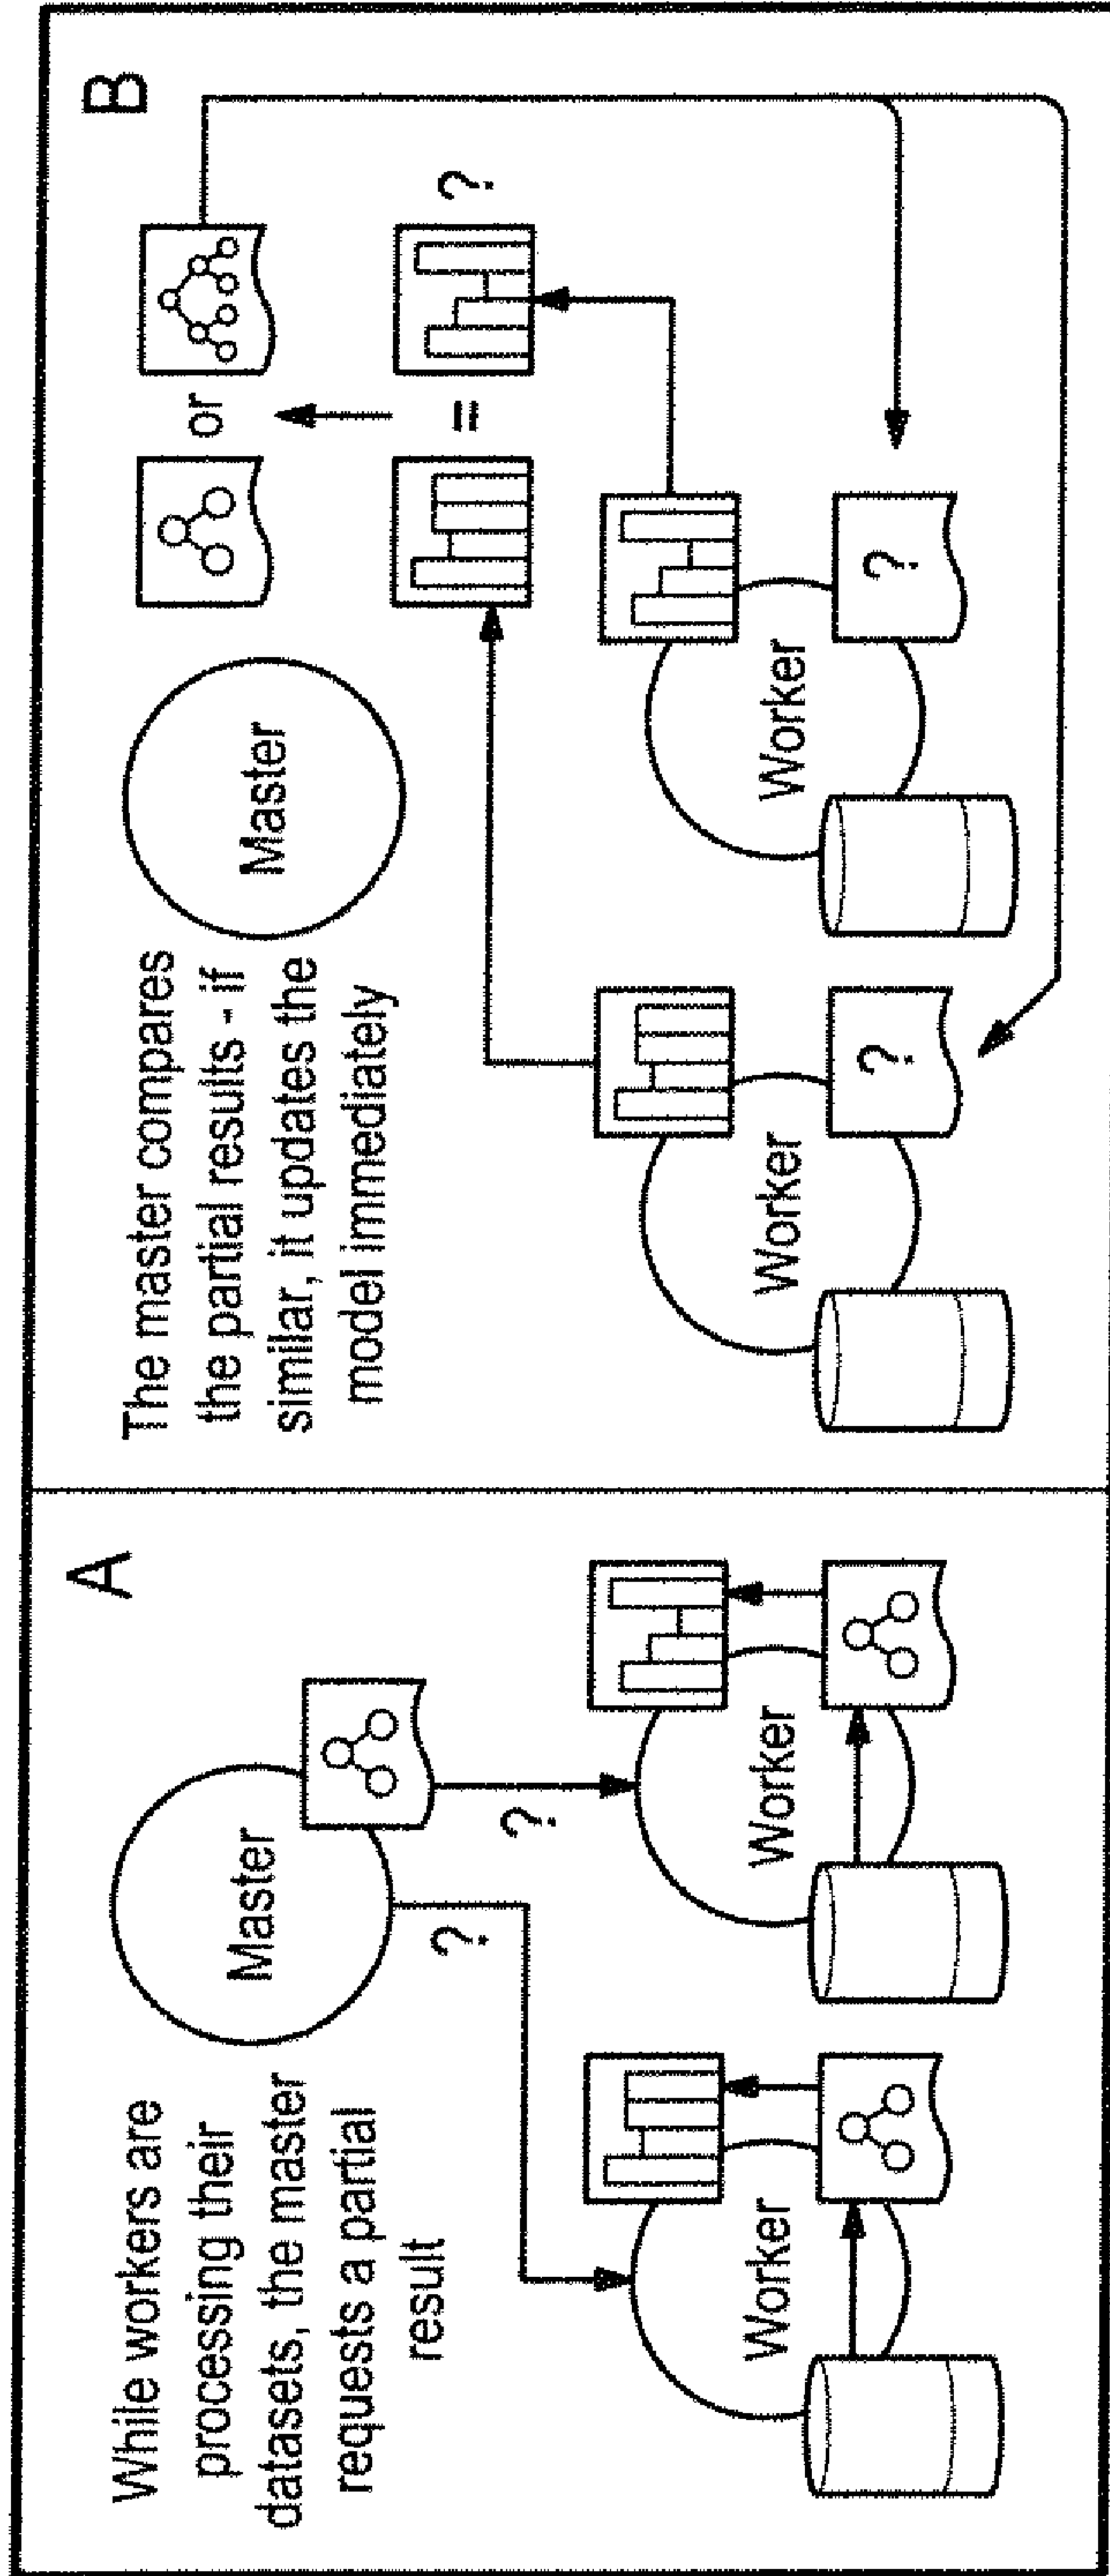 A
While workers are
processing their
datasets, the master
requests a partial
result
Master
?
?
Worker
Worker
B
The master compares
the partial results - if
similar, it updates the
model immediately
Master
or
=
?
Worker
Worker
?
?